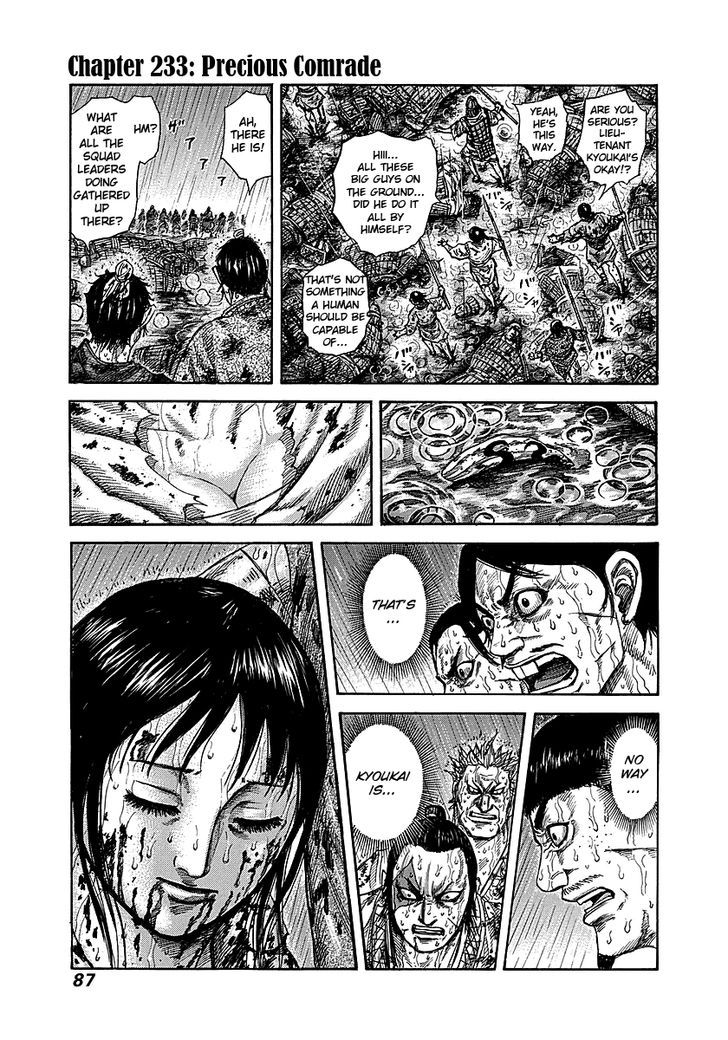 Chapter 233: Precious Comrade
ARE YOU
SERIOUS?
LIEU-
TENANT
KYOUKAI'S
OKAY!?
YEAH,
HE'S
THIS
WAY.
HIII...
ALL THESE
BIG GUYS
ON THE
GROUND...
DID HE DO IT
ALL BY
HIMSELF?
THAT'S NOT
SOMETHING
A HUMAN
SHOULD BE
CAPABLE
OF...
AH,
THERE
HE IS!
HM?
WHAT
ARE
ALL THE
SQUAD
LEADERS
DOING
GATHERED
UP
THERE?
THAT'S
...
NO
WAY...
KYOUKAI
IS...
87